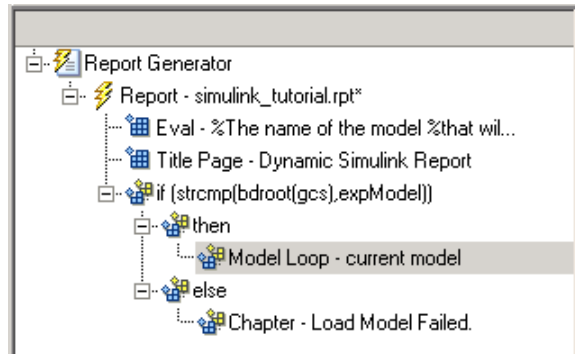 Report Generator
Report - simulink_tutorial.rpt*
Eval - %The name of the model %that wil...
Title Page - Dynamic Simulink Report
if (strcmp(bdroot(gcs),expModel))
then
Model Loop - current model
else
Chapter - Load Model Failed.